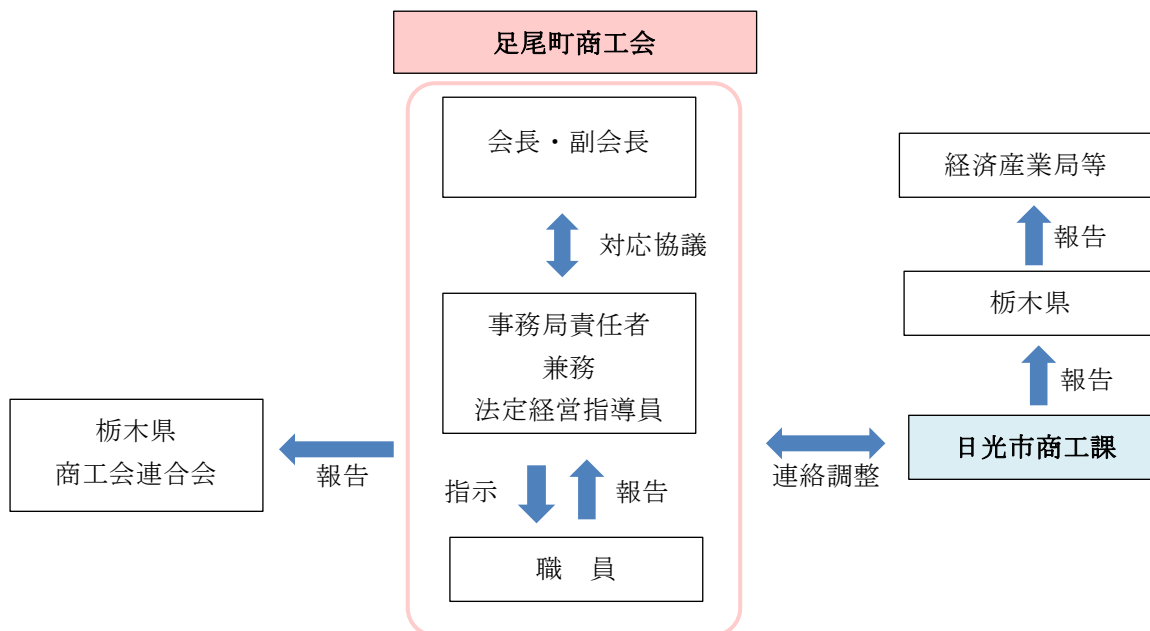 足尾町商工会
会長・副会長
対応協議
事務局責任者
兼務
法定経営指導員
指示
報告
職　員
報告
栃木県
商工会連合会
連絡調整
経済産業局等
報告
栃木県
報告
日光市商工課